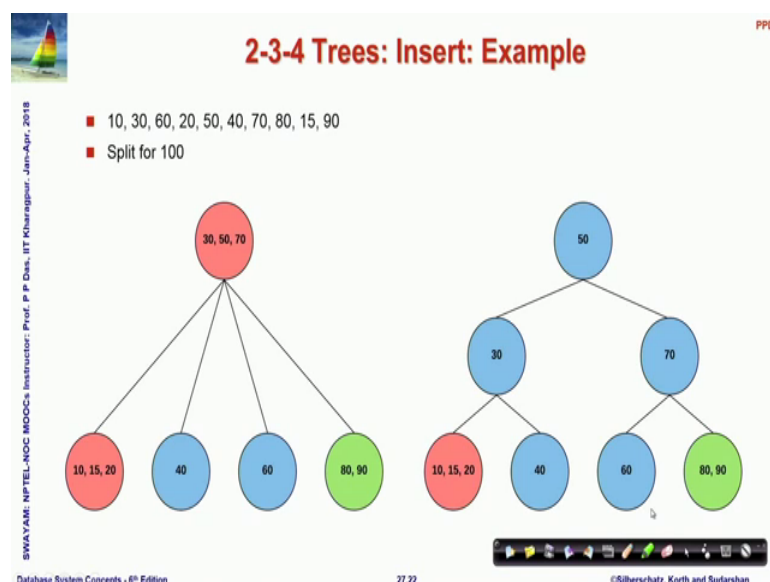 PPD
2-3-4 Trees: Insert: Example
10, 30, 60, 20, 50, 40, 70, 80, 15, 90
Split for 100
30, 50, 70
50
30
70
10, 15, 20
40
60
80, 90
10, 15, 20
40
60
80, 90
SWAYAM: NPTEL-NOC MOOCs Instructor: Prof. P P Das, IIT Kharagpur. Jan-Apr, 2018
Database System Concepts - 6th Edition
27.22
©Silberschatz, Korth and Sudarshan